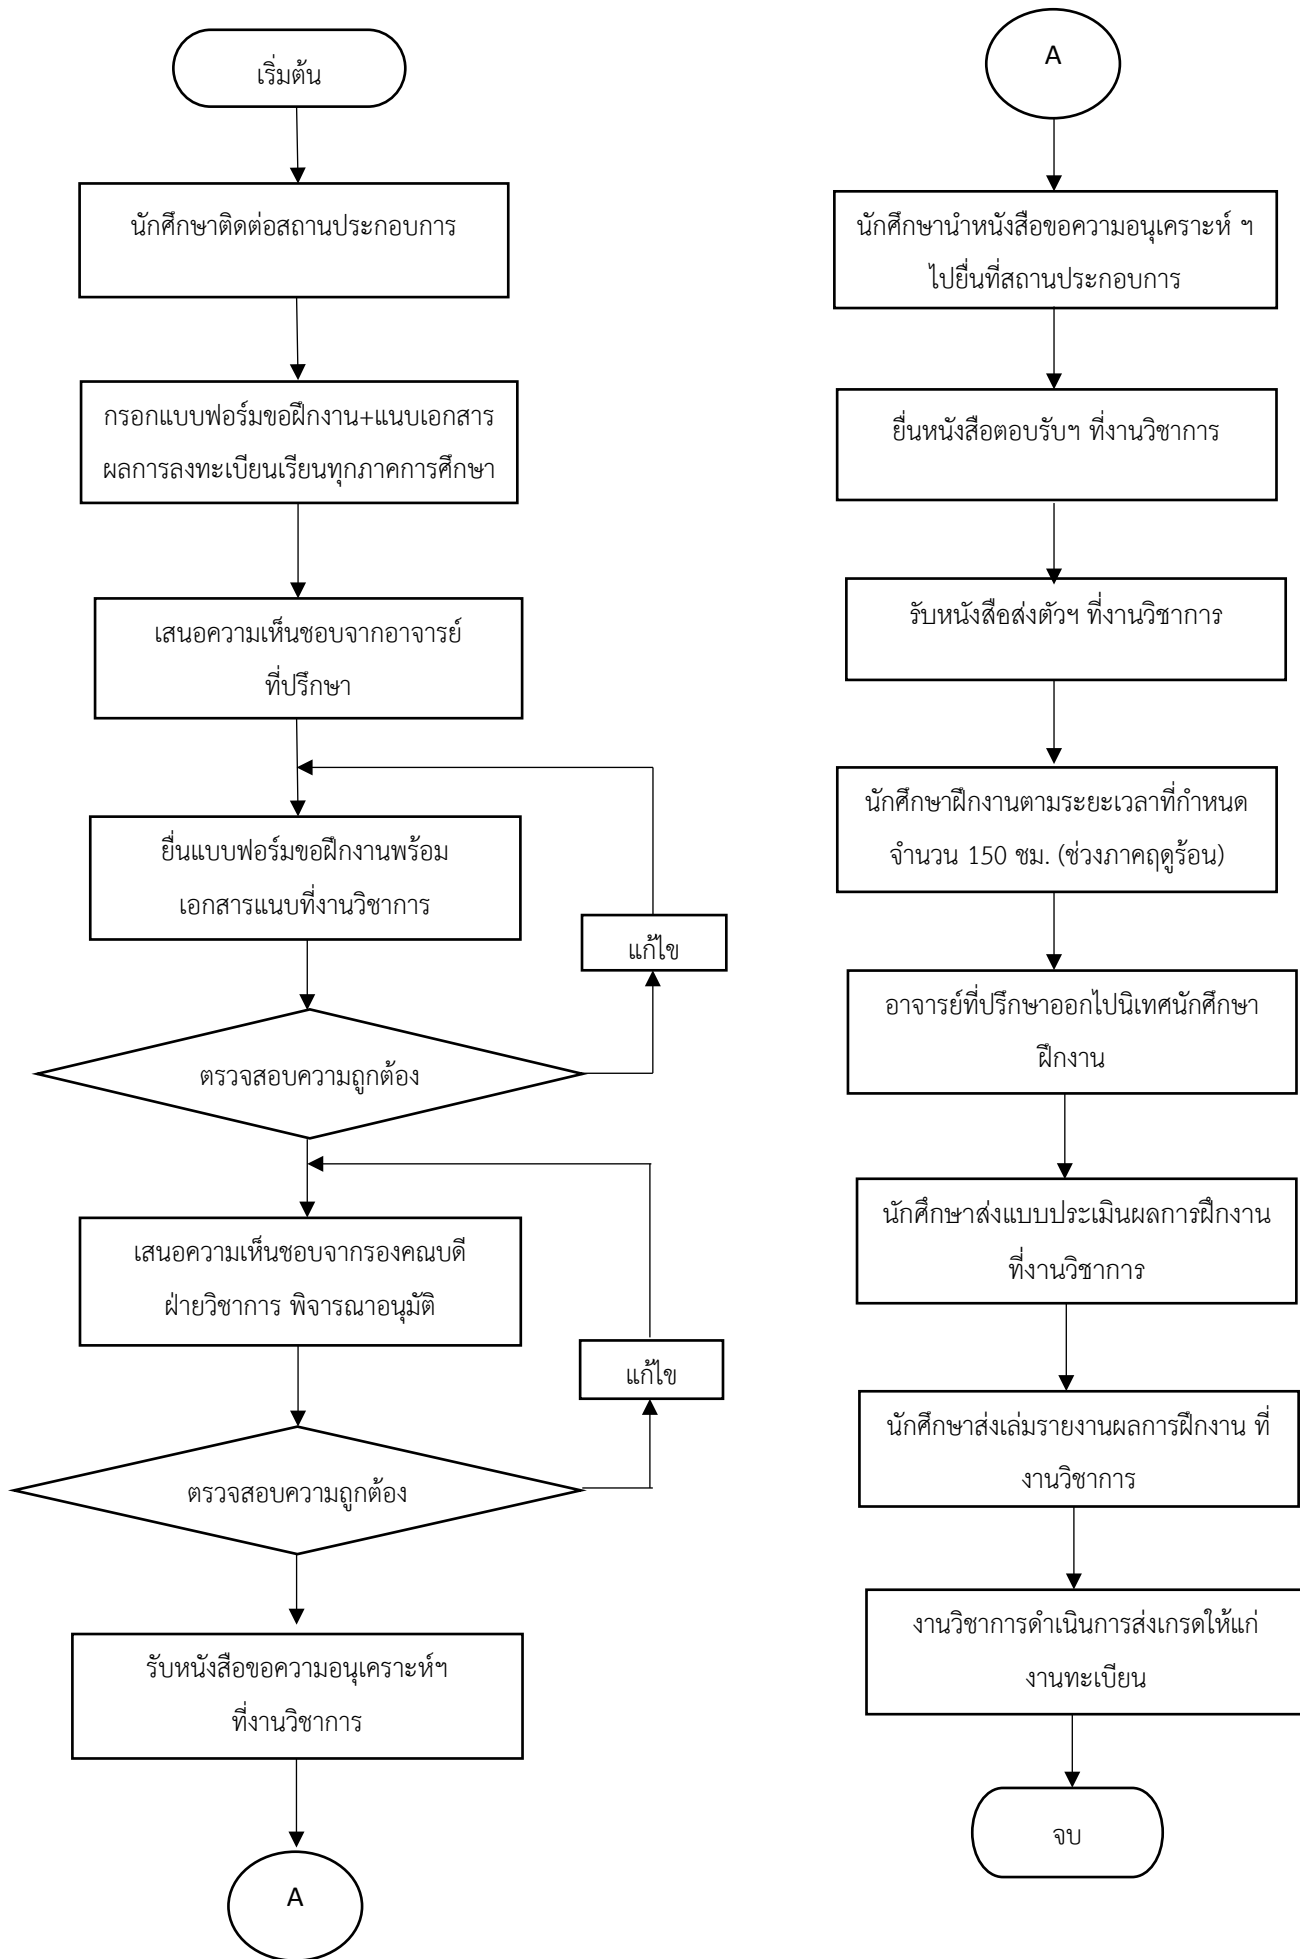 เริ่มต้น
นักศึกษาติดต่อสถานประกอบการ
กรอกแบบฟอร์มขอฝึกงาน+แนบเอกสาร
ผลการลงทะเบียนเรียนทุกภาคการศึกษา
เสนอความเห็นชอบจากอาจารย์
ที่ปรึกษา
ยื่นแบบฟอร์มขอฝึกงานพร้อม
เอกสารแนบที่งานวิชาการ
แก้ไข
ตรวจสอบความถูกต้อง
เสนอความเห็นชอบจากรองคณบดี
ฝ่ายวิชาการ พิจารณาอนุมัติ
แก้ไข
ตรวจสอบความถูกต้อง
รับหนังสือขอความอนุเคราะห์ฯ
ที่งานวิชาการ
A
A
นักศึกษานำหนังสือขอความอนุเคราะห์ ฯ
ไปยื่นที่สถานประกอบการ
ยื่นหนังสือตอบรับฯ ที่งานวิชาการ
รับหนังสือส่งตัวฯ ที่งานวิชาการ
นักศึกษาฝึกงานตามระยะเวลาที่กำหนด
จำนวน 150 ชม. (ช่วงภาคฤดูร้อน)
อาจารย์ที่ปรึกษาออกไปนิเทศนักศึกษา
ฝึกงาน
นักศึกษาส่งแบบประเมินผลการฝึกงาน
ที่งานวิชาการ
นักศึกษาส่งเล่มรายงานผลการฝึกงาน ที่
งานวิชาการ
งานวิชาการดำเนินการส่งเกรดให้แก่
งานทะเบียน
จบ